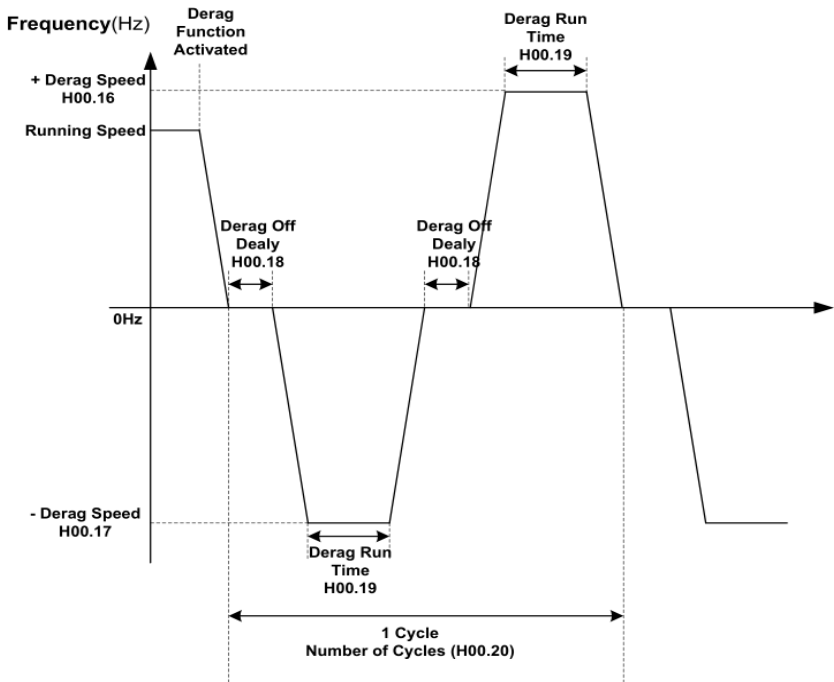 Frequency(Hz)
Derag
Function
Activated
Derag Run
Time
H00.19
+ Derag Speed
H00.16
Running Speed
Derag Off
Dealy
H00.18
Derag Off
Dealy
H00.18
0Hz
- Derag Speed
H00.17
Derag Run
Time
H00.19
1 Cycle
Number of Cycles (H00.20)